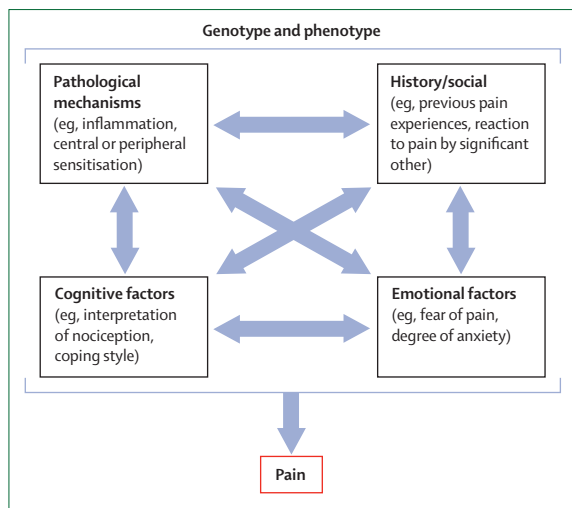 Genotype and phenotype
Pathological
mechanisms
(eg, inflammation,
central or peripheral
sensitisation)
History/social
(eg, previous pain
experiences, reaction
to pain by significant
other
Cognitive factors
(eg, interpretation
of nociception,
coping style)
Emotional factors
(eg, fear of pain,
degree of anxiety)
Pain